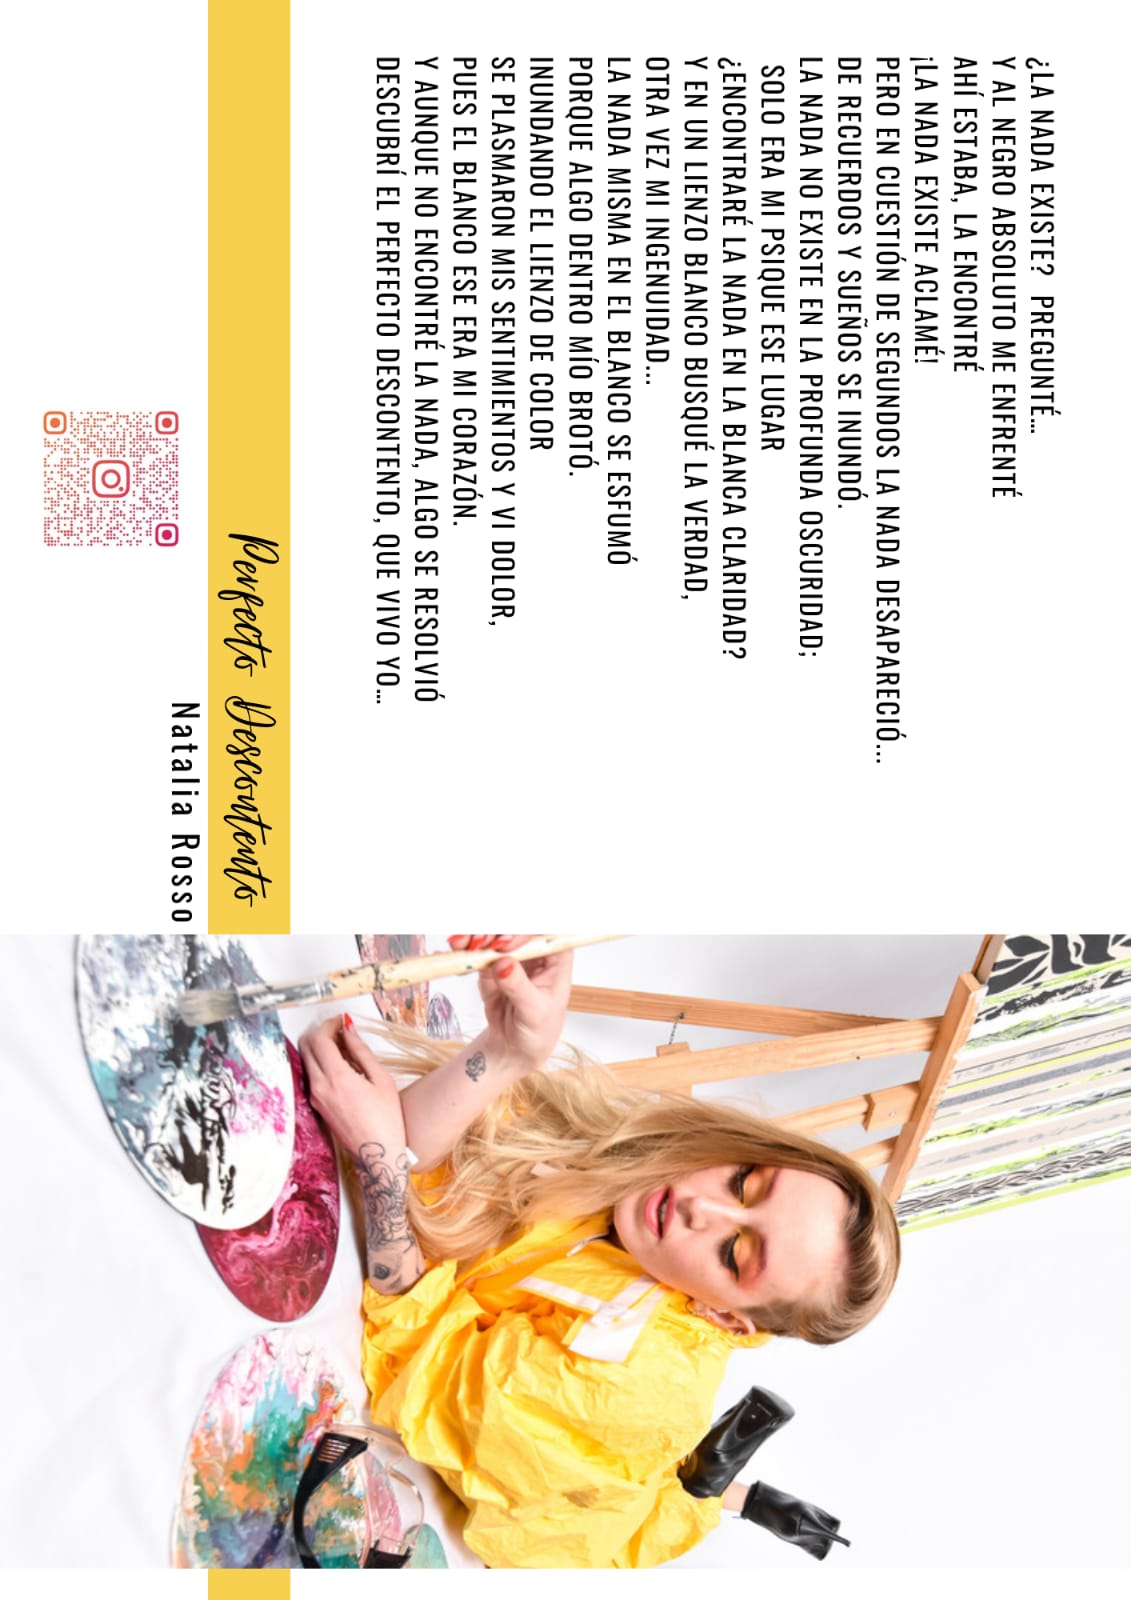 ¿LA NADA EXISTE? PREGUNTÉ...
Y AL NEGRO ABSOLUTO ME ENFRENTÉ
AHÍ ESTABA, LA ENCONTRÉ
¡LA NADA EXISTE ACLAMÉ!
PERO EN CUESTIÓN DE SEGUNDOS LA NADA DESAPARECIÓ...
DE RECUERDOS Y SUEÑOS SE INUNDÓ.
LA NADA NO EXISTE EN LA PROFUNDA OSCURIDAD;
SOLO ERA MI PSIQUE ESE LUGAR
¿ENCONTRARÉ LA NADA EN LA BLANCA CLARIDAD?
Y EN UN LIENZO BLANCO BUSQUÉ LA VERDAD,
OTRA VEZ MI INGENUIDAD...
LA NADA MISMA EN EL BLANCO SE ESFUMÓ
PORQUE ALGO DENTRO MÍO BROTÓ.
INUNDANDO EL LIENZO DE COLOR
SE PLASMARON MIS SENTIMIENTOS Y VI DOLOR,
PUES EL BLANCO ESE ERA MI CORAZÓN.
Y AUNQUE NO ENCONTRÉ LA NADA, ALGO SE RESOLVIÓ
DESCUBRÍ EL PERFECTO DESCONTENTO, QUE VIVO YO...
Perfecto Descontento
Natalia Rosso